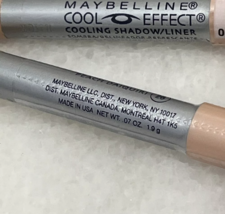 MAYBELLINE®
COOL EFFECT®
COOLING SHADOW/LINER
MAYBELLINE LLC, DIST., NEW YORK, NY 10017
DIST. MAYBELLINE CANADA, MONTRÉAL H4T 1K5
MADE IN USA NET WT. .07 OZ. 1.9 g